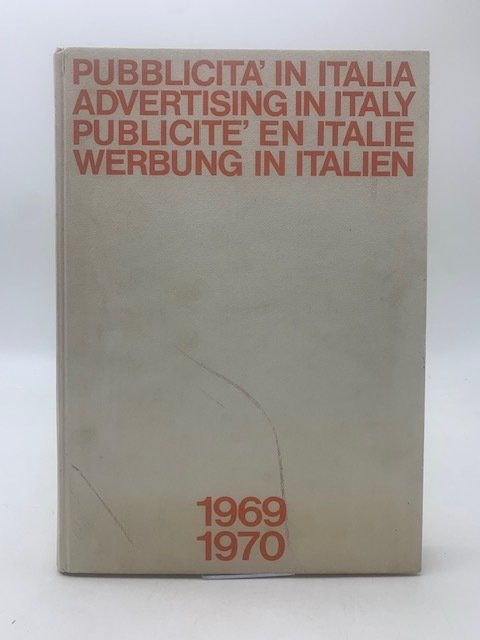 PUBBLICITA' IN ITALIA
ADVERTISING IN ITALY
PUBLICITE' EN ITALIE
WERBUNG IN ITALIEN
1969
1970